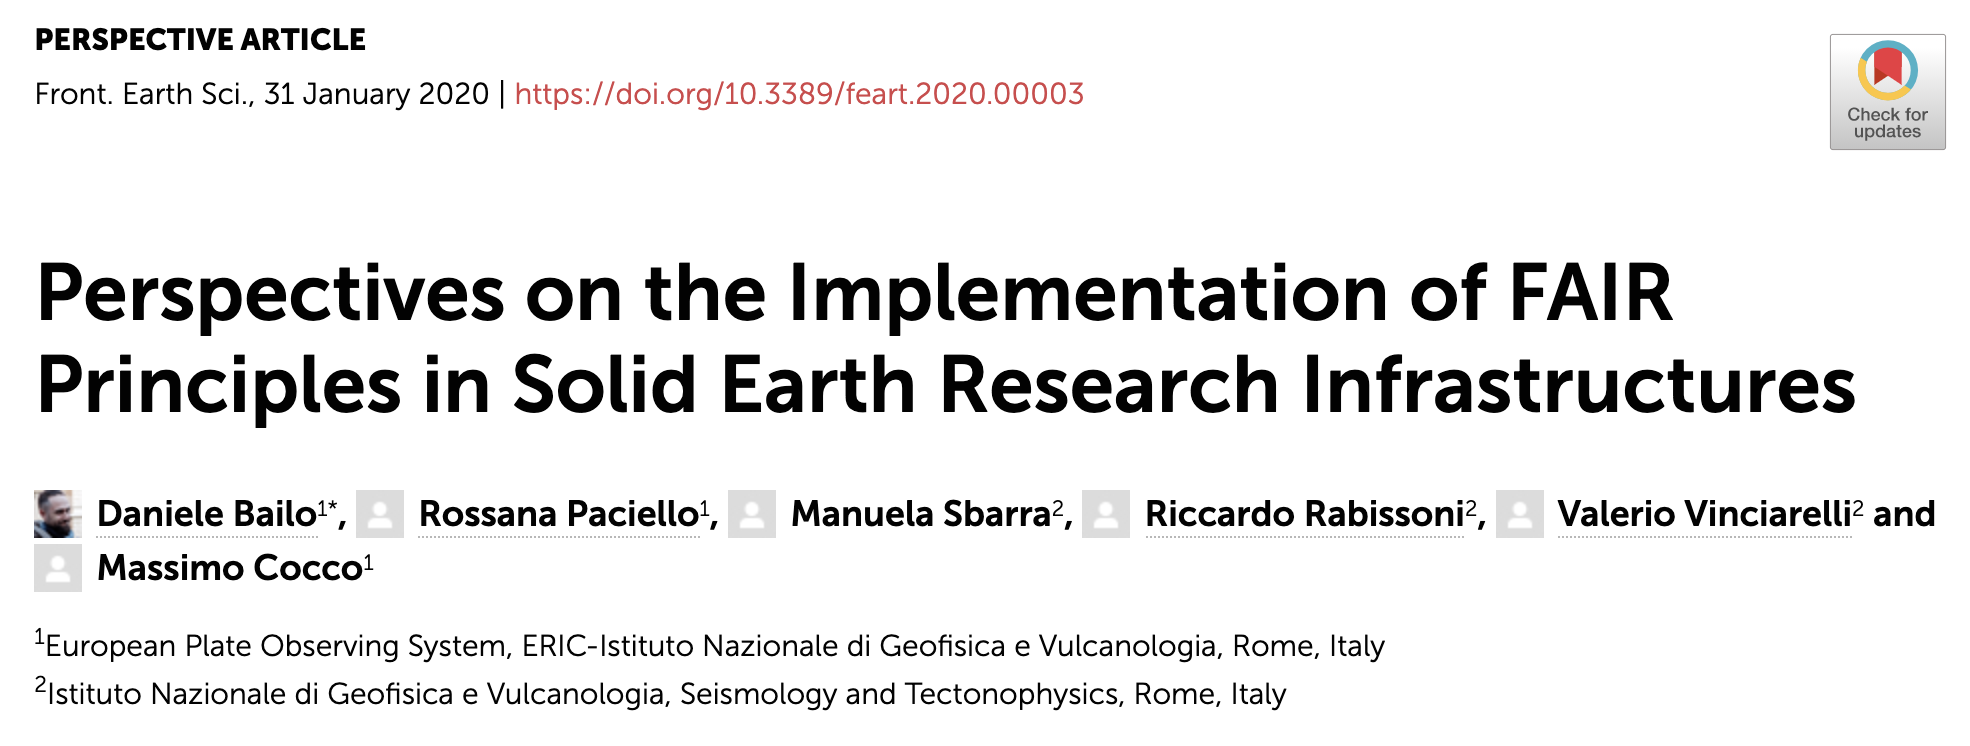 PERSPECTIVE ARTICLE
Front. Earth Sci., 31 January 2020 | https://doi.org/10.3389/feart.2020.00003
Check for
updates
Perspectives on the Implementation of FAIR
Principles in Solid Earth Research Infrastructures
Daniele Bailo1*, Rossana Paciello1, Manuela Sbarra2, Riccardo Rabissoni2, Valerio Vinciarelli2 and
Massimo Cocco1
1European Plate Observing System, ERIC-Istituto Nazionale di Geofisica e Vulcanologia, Rome, Italy
2Istituto Nazionale di Geofisica e Vulcanologia, Seismology and Tectonophysics, Rome, Italy